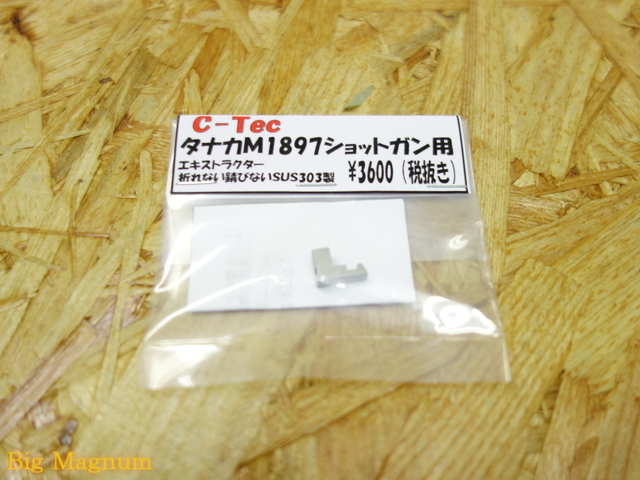 C-Tec
タナカM1897ショットガン用
エキストラクター
折れない錆びないSUS303製 ¥3600(税抜き)
Big Magnum